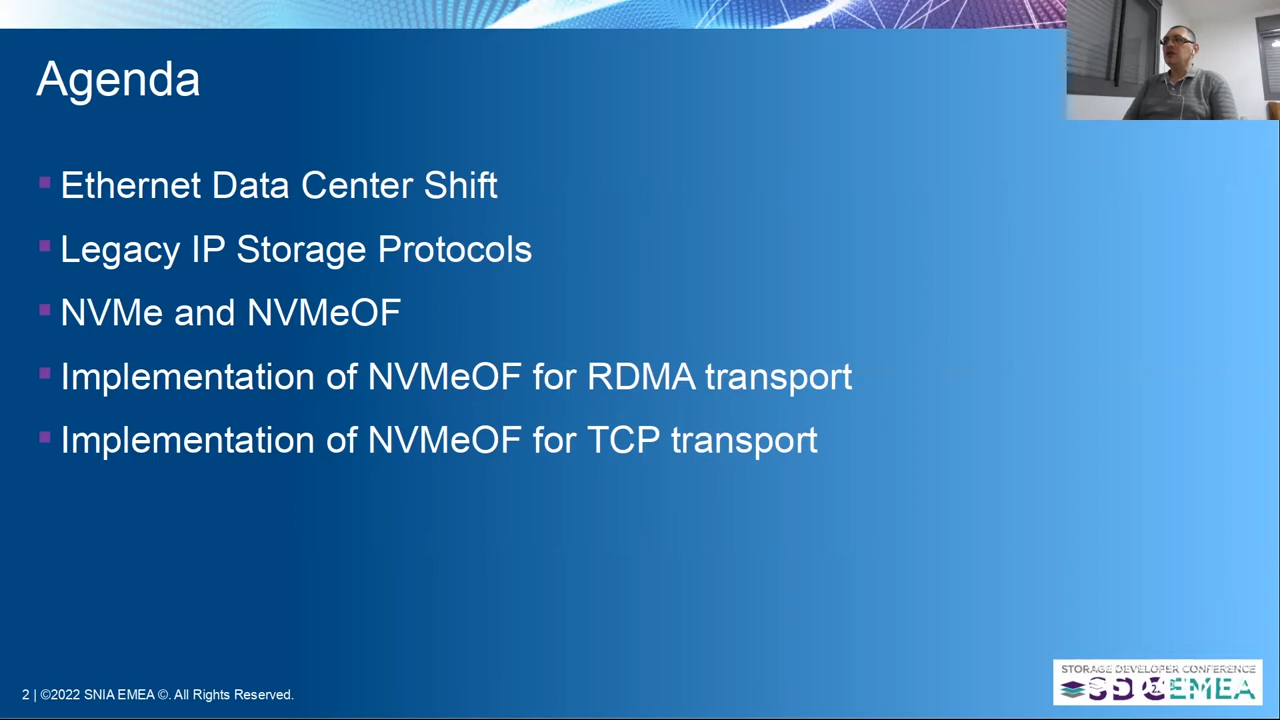 Agenda
Ethernet Data Center Shift
Legacy IP Storage Protocols
NVMe and NVMeOF
Implementation of NVMeOF for RDMA transport
Implementation of NVMeOF for TCP transport
2 | ©2022 SNIA EMEA ©. All Rights Reserved.
STORAGE DEVELOPER CONFERENCE
EMEA